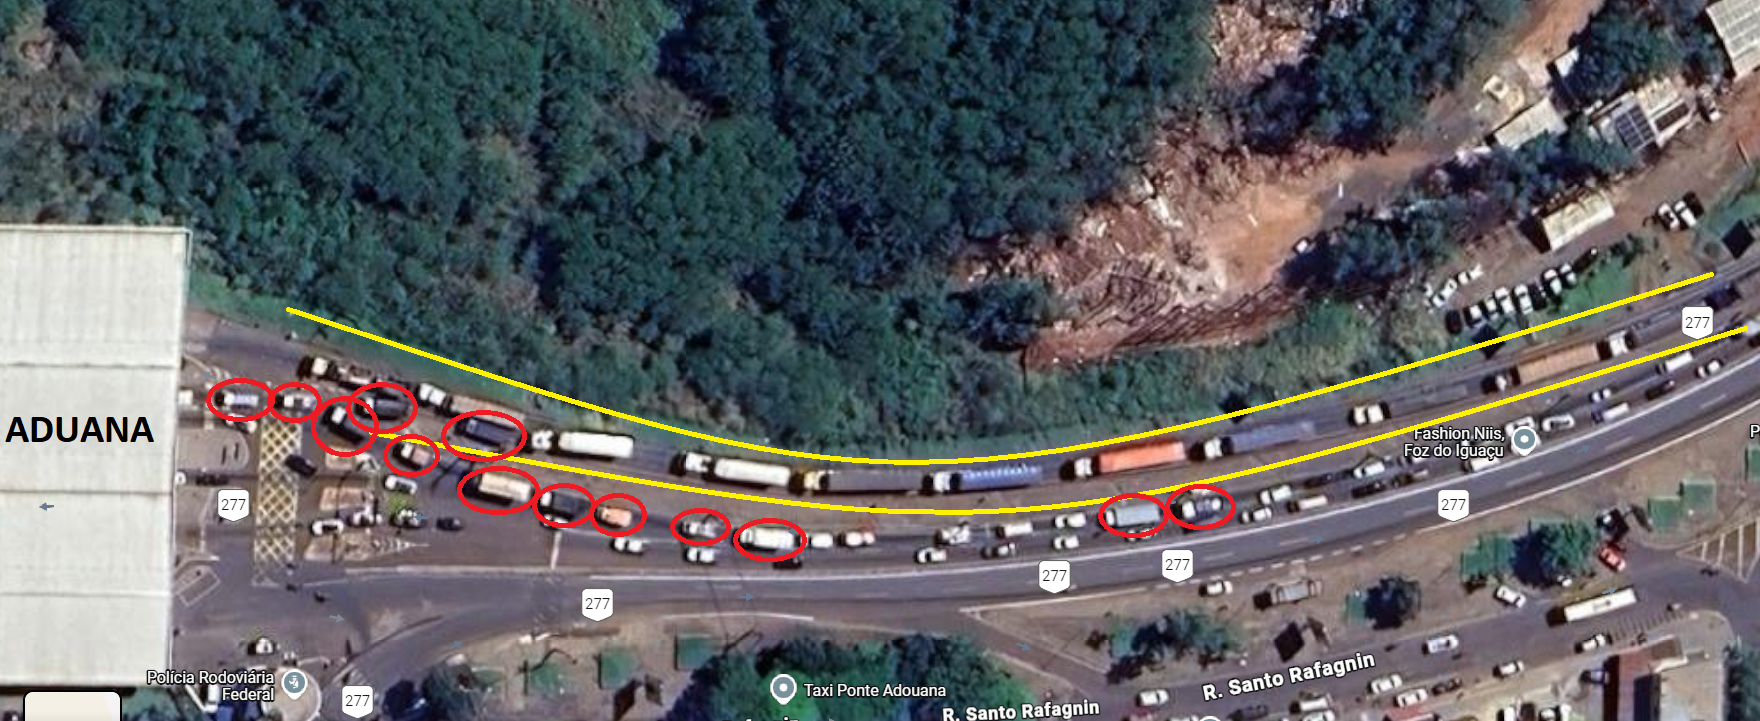 277
ADUANA
Fashion Niis,
Foz do Iguaçu
277
277
277
277
277
Polícia Rodoviária
Federal
277
Taxi Ponte Adouana
R. Santo Rafagnin
R. Santo Rafagnin